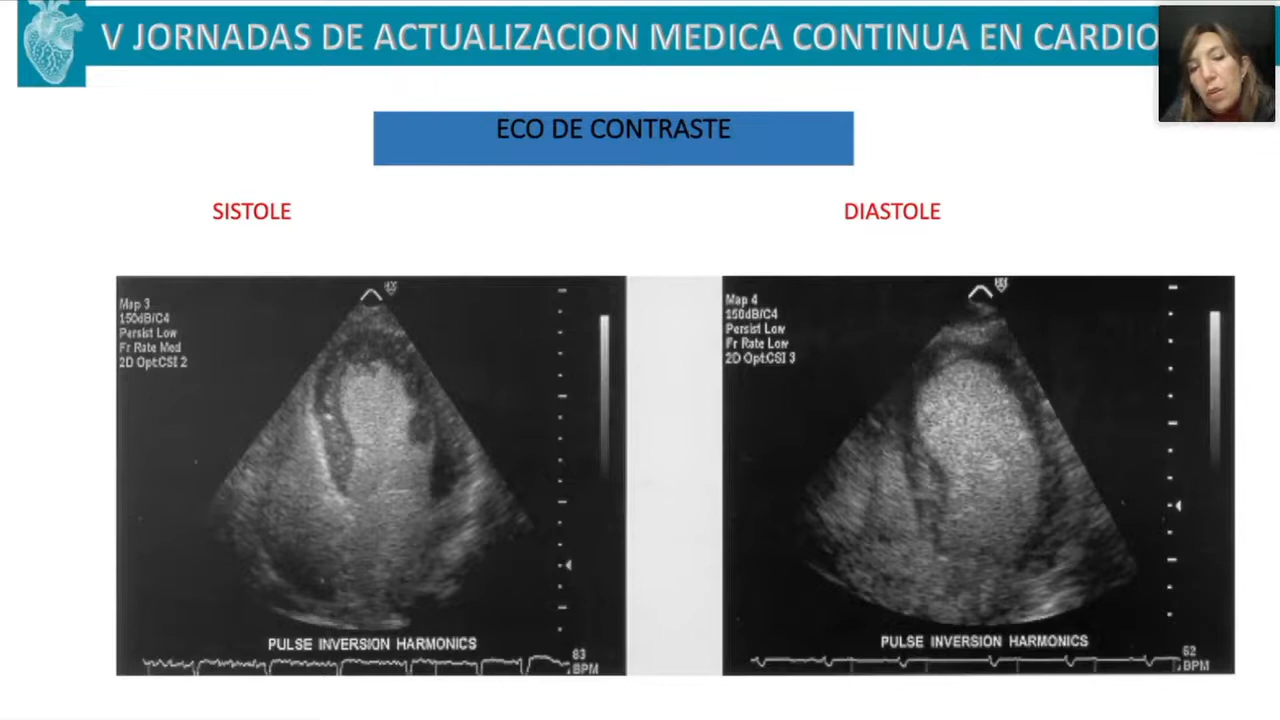 V JORNADAS DE ACTUALIZACION MEDICA CONTINUA EN CARDIO
ECO DE CONTRASTE
SISTOLE
DIASTOLE
Map 3
150dB/C4
Persist Low
Fr Rate Med
2D Opt:CSI 2
PULSE INVERSION HARMONICS
83
BPM
Map 4
150dB/C4
Persist Low
Fr Rate Low
2D Opt:CSI 3
PULSE INVERSION HARMONICS
62
BPM